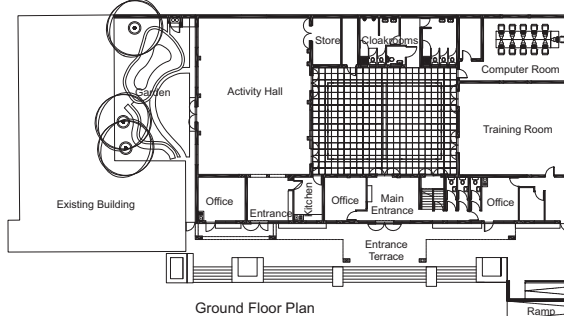 Store
Cloakrooms
Computer Room
Garden
Activity Hall
Training Room
Existing Building
Office
Entrance
Kitchen
Office
Main
Entrance
Office
Entrance
Terrace
Ground Floor Plan
Ramp